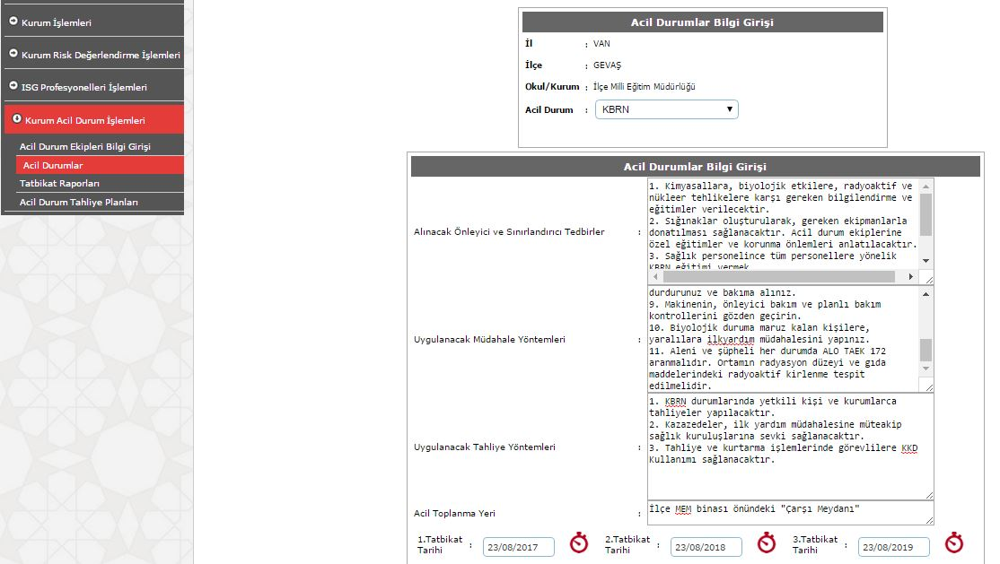 Kurum İşlemleri
Kurum Risk Değerlendirme İşlemleri
ISG Profesyonelleri İşlemleri
Kurum Acil Durum İşlemleri
Acil Durum Ekipleri Bilgi Girişi
Acil Durumlar
Tatbikat Raporları
Acil Durum Tahliye Planları
Acil Durumlar Bilgi Girişi
İl : VAN
İlçe : GEVAŞ
Okul/Kurum : İlçe Milli Eğitim Müdürlüğü
Acil Durum : KBRN
Acil Durumlar Bilgi Girişi
Alınacak Önleyici ve Sınırlandırıcı Tedbirler :
1. Kimyasallara, biyolojik etkilere, radyoaktif ve
nükleer tehlikelere karşı gereken bilgilendirme ve
eğitimler verilecektir.
2. Sığınaklar oluşturularak, gereken ekipmanlarla
donatılması sağlanacaktır. Acil durum ekiplerine
özel eğitimler ve korunma önlemleri anlatılacaktır.
3. Sağlık personelince tüm personellere yönelik
KBRN eğitimi vermek
Uygulanacak Müdahale Yöntemleri :
durdurunuz ve bakıma alınız.
9. Makinenin, önleyici bakım ve planlı bakım
kontrollerini gözden geçirin.
10. Biyolojik duruma maruz kalan kişilere,
yaralılara ilkyardım müdahalesini yapınız.
11. Aleni ve şüpheli her durumda ALO TAEK 172
aranmalıdır. Ortamın radyasyon düzeyi ve gıda
maddelerindeki radyoaktif kirlenme tespit
edilmelidir.
Uygulanacak Tahliye Yöntemleri :
1. KBRN durumlarında yetkili kişi ve kurumlarca
tahliyeler yapılacaktır.
2. Kazazedeler, ilk yardım müdahalesine müteakip
sağlık kuruluşlarına sevki sağlanacaktır.
3. Tahliye ve kurtarma işlemlerinde görevlilere KKD
Kullanımı sağlanacaktır.
Acil Toplanma Yeri :
İlçe MEM binası önündeki "Çarşı Meydanı"
1.Tatbikat Tarihi : 23/08/2017
2.Tatbikat Tarihi : 23/08/2018
3.Tatbikat Tarihi : 23/08/2019